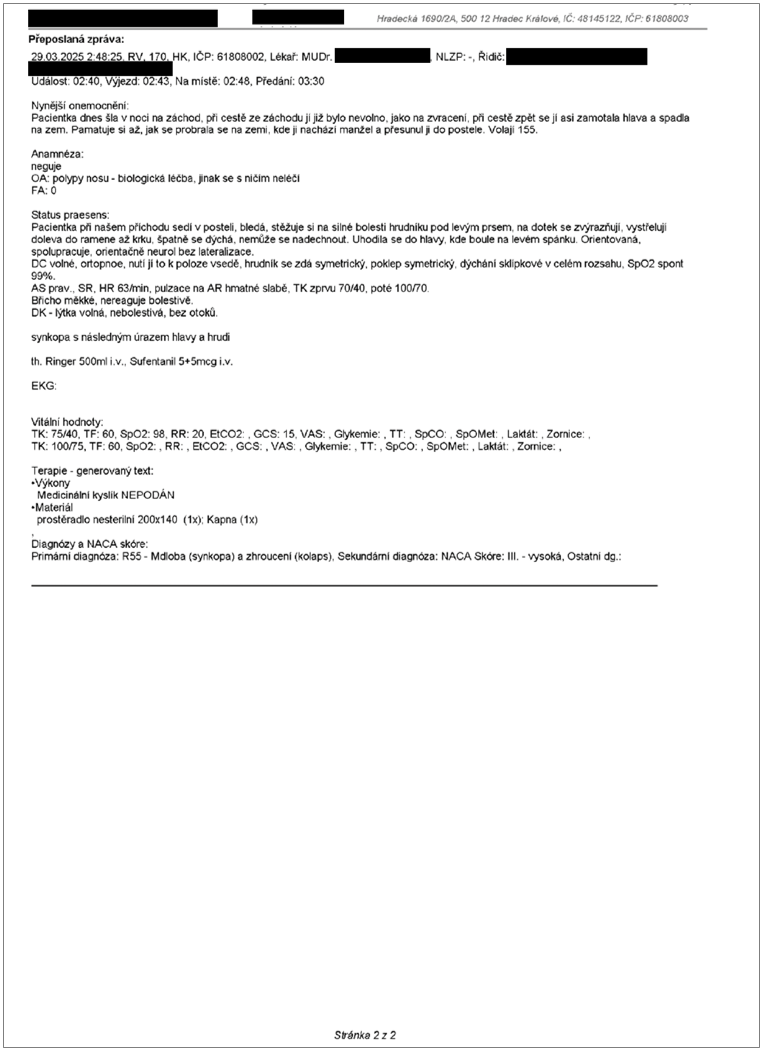 Hradecká 1690/2A, 500 12 Hradec Králové, IČ: 48145122, IČP: 61808003
Přeposlaná zpráva:
29.03.2025 2:48:25, RV, 170, HK, IČP: 61808002, Lékař: MUDr. , NLZP: -, Řidič:
Událost: 02:40, Výjezd: 02:43, Na místě: 02:48, Předání: 03:30
Nynější onemocnění:
Pacientka dnes šla v noci na záchod, při cestě ze záchodu jí již bylo nevolno, jako na zvracení, při cestě zpět se jí asi zamotala hlava a spadla
na zem. Pamatuje si až, jak se probrala se na zemi, kde ji nachází manžel a přesunul ji do postele. Volají 155.
Anamnéza:
neguje
OA: polypy nosu - biologická léčba, jinak se s ničím neléčí
FA: 0
Status praesens:
Pacientka při našem příchodu sedí v posteli, bledá, stěžuje si na silné bolesti hrudníku pod levým prsem, na dotek se zvýrazňují, vystřelují
doleva do ramene až krku, špatně se dýchá, nemůže se nadechnout. Uhodila se do hlavy, kde boule na levém spánku. Orientovaná,
spolupracuje, orientačně neurol bez lateralizace.
DC volné, ortopnoe, nutí ji to k poloze vsedě, hrudník se zdá symetrický, poklep symetrický, dýchání sklípkové v celém rozsahu, SpO2 spont
99%.
AS prav., SR, HR 63/min, pulzace na AR hmatné slabě, TK zprvu 70/40, poté 100/70.
Břicho měkké, nereaguje bolestivě.
DK - lýtka volná, nebolestivá, bez otoků.
synkopa s následným úrazem hlavy a hrudi
th. Ringer 500ml i.v., Sufentanil 5+5mcg i.v.
EKG:
Vitální hodnoty:
TK: 75/40, TF: 60, SpO2: 98, RR: 20, EtCO2: , GCS: 15, VAS: , Glykemie: , TT: , SpCO: , SpOMet: , Laktát: , Zornice: ,
TK: 100/75, TF: 60, SpO2: , RR: , EtCO2: , GCS: , VAS: , Glykemie: , TT: , SpCO: , SpOMet: , Laktát: , Zornice: ,
Terapie - generovaný text:
•Výkony
Medicinální kyslík NEPODÁN
•Materiál
prostěradlo nesterilní 200x140 (1x); Kapna (1x)
,
Diagnózy a NACA skóre:
Primární diagnóza: R55 - Mdloba (synkopa) a zhroucení (kolaps), Sekundární diagnóza: NACA Skóre: III. - vysoká, Ostatní dg.:
Stránka 2 z 2